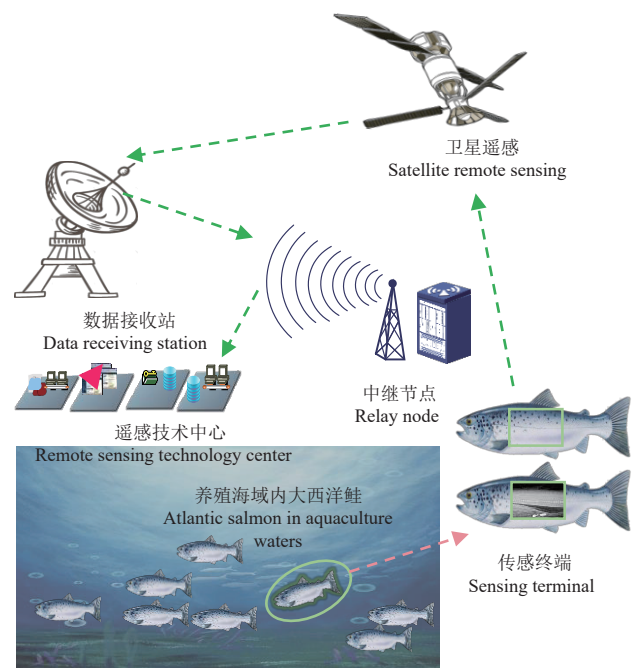 卫星遥感
Satellite remote sensing
数据接收站
Data receiving station
中继节点
Relay node
遥感技术中心
Remote sensing technology center
养殖海域内大西洋鲑
Atlantic salmon in aquaculture
waters
传感终端
Sensing terminal